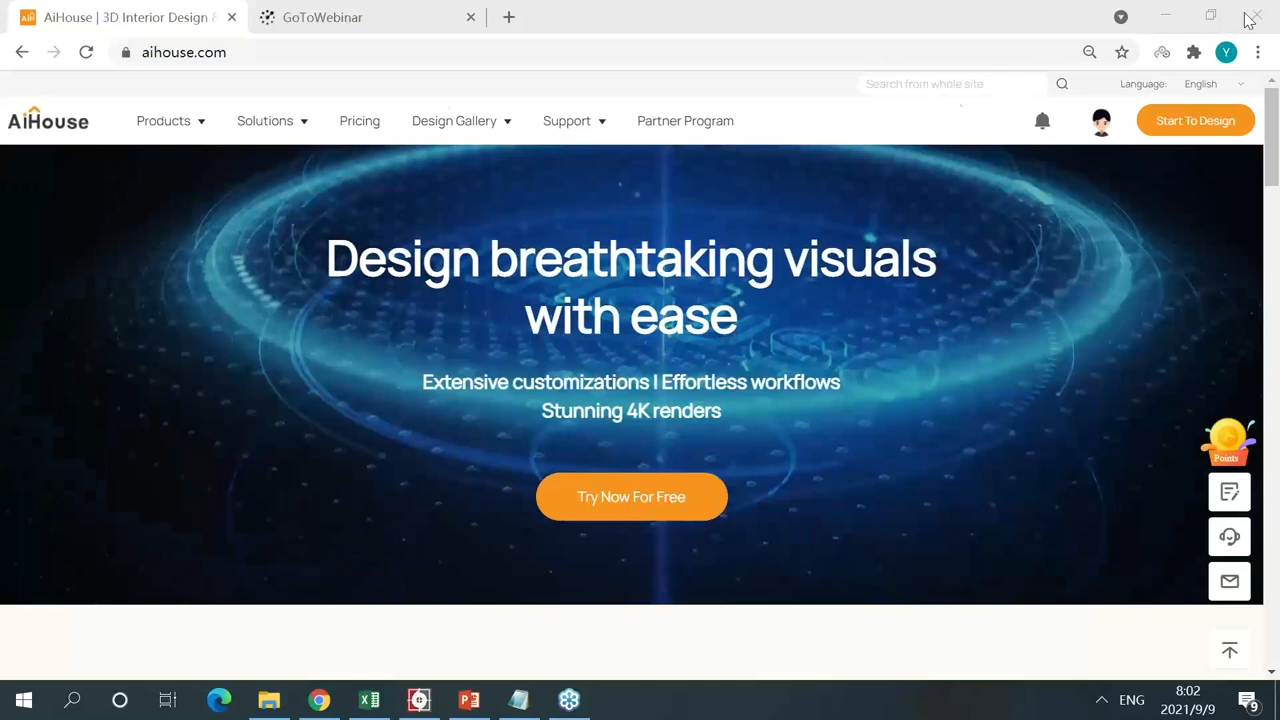 AiHouse | 3D Interior Design &
GoToWebinar
aihouse.com
Y
Search from whole site
Language: English
AiHouse
Products
Solutions
Pricing
Design Gallery
Support
Partner Program
Start To Design
Design breathtaking visuals
with ease
Extensive customizations | Effortless workflows
Stunning 4K renders
Try Now For Free
Points
ENG
8:02
2021/9/9
9